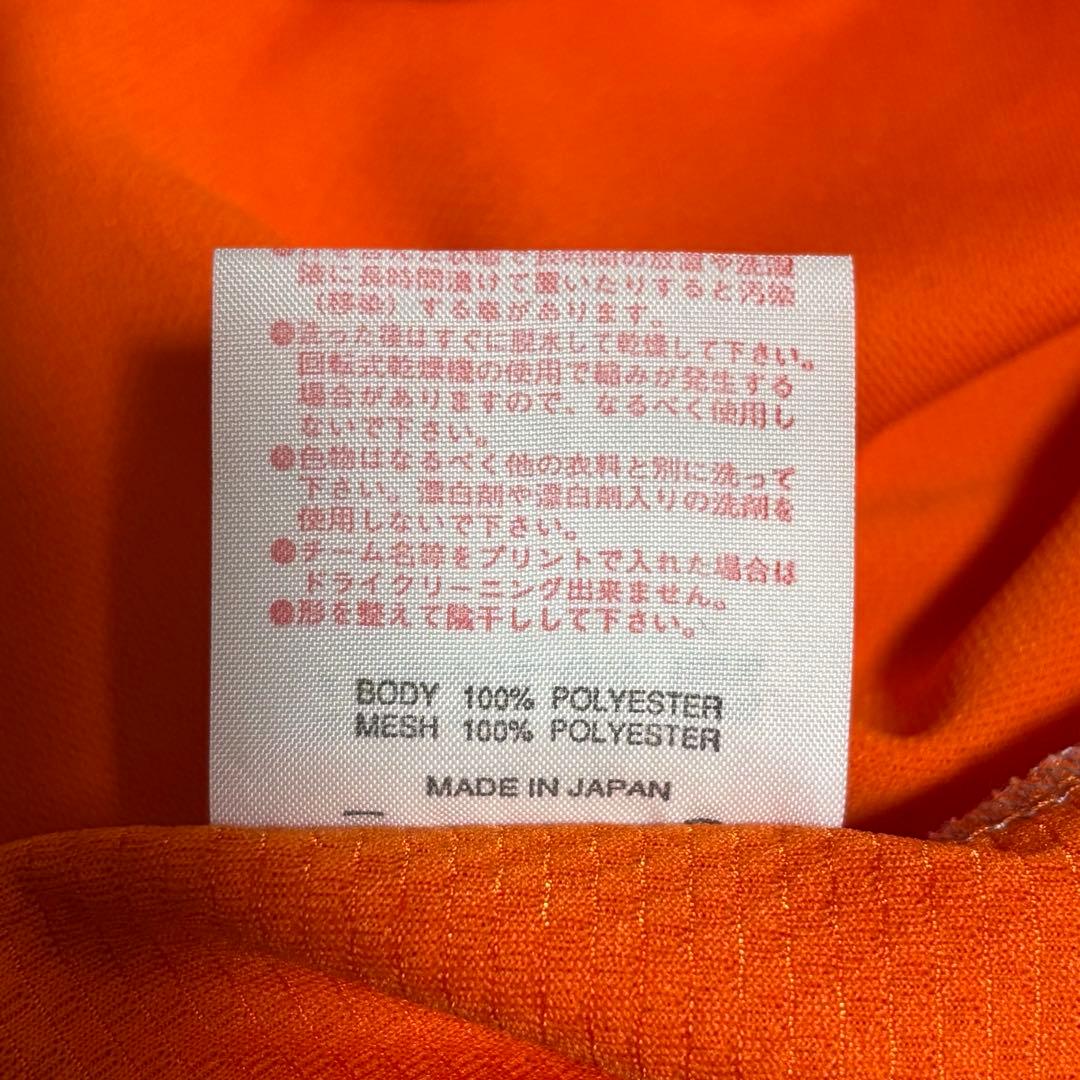 液に長時間漬けて置いたりすると汚染
(移染)する事があります。
●洗った後はすぐに脱水して乾燥して下さい。
回転式乾燥機の使用で縮みが発生する
場合がありますので、なるべく使用し
ないで下さい。
●色物はなるべく他の衣料と別に洗って
下さい。漂白剤や漂白剤入りの洗剤を
使用しないで下さい。
●チーム名等をプリントで入れた場合は
ドライクリーニング出来ません。
●形を整えて陰干しして下さい。
BODY 100% POLYESTER
MESH 100% POLYESTER
MADE IN JAPAN